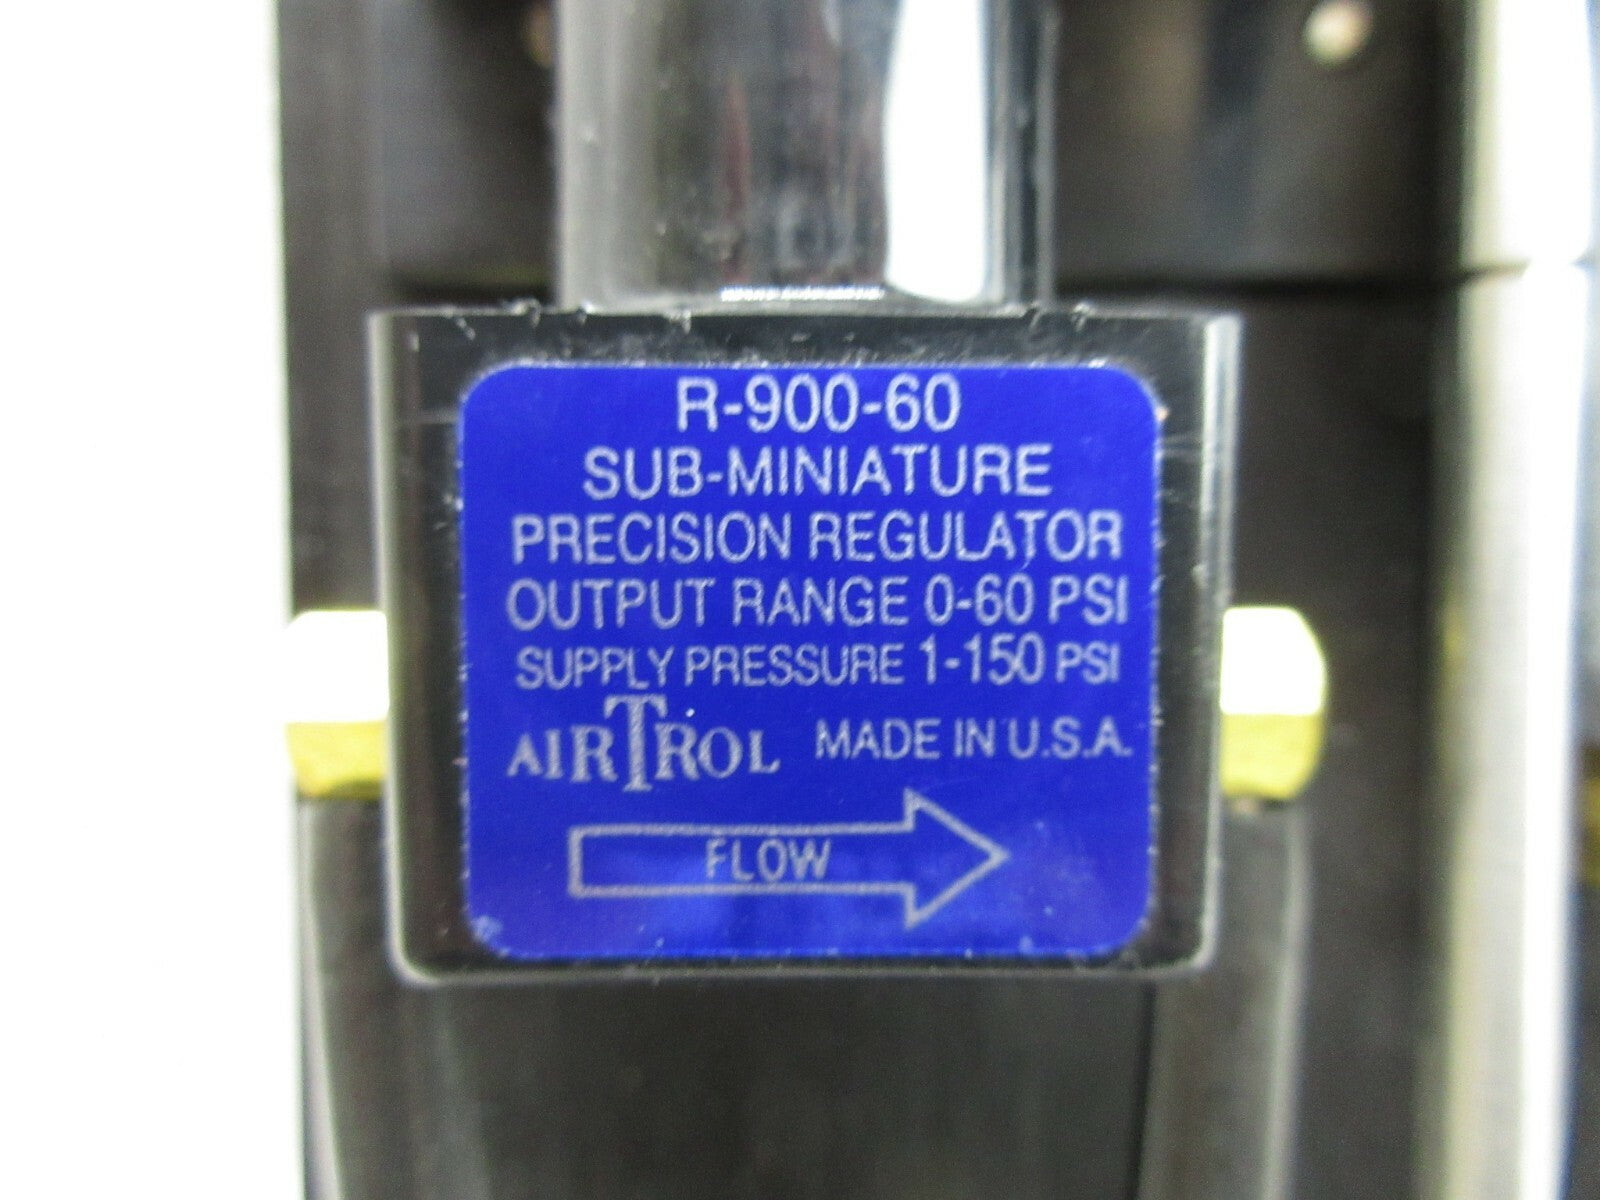 R-900-60
SUB-MINIATURE
PRECISION REGULATOR
OUTPUT RANGE 0-60 PSI
SUPPLY PRESSURE 1-150 PSI
AIRTROL MADE IN U.S.A.
FLOW